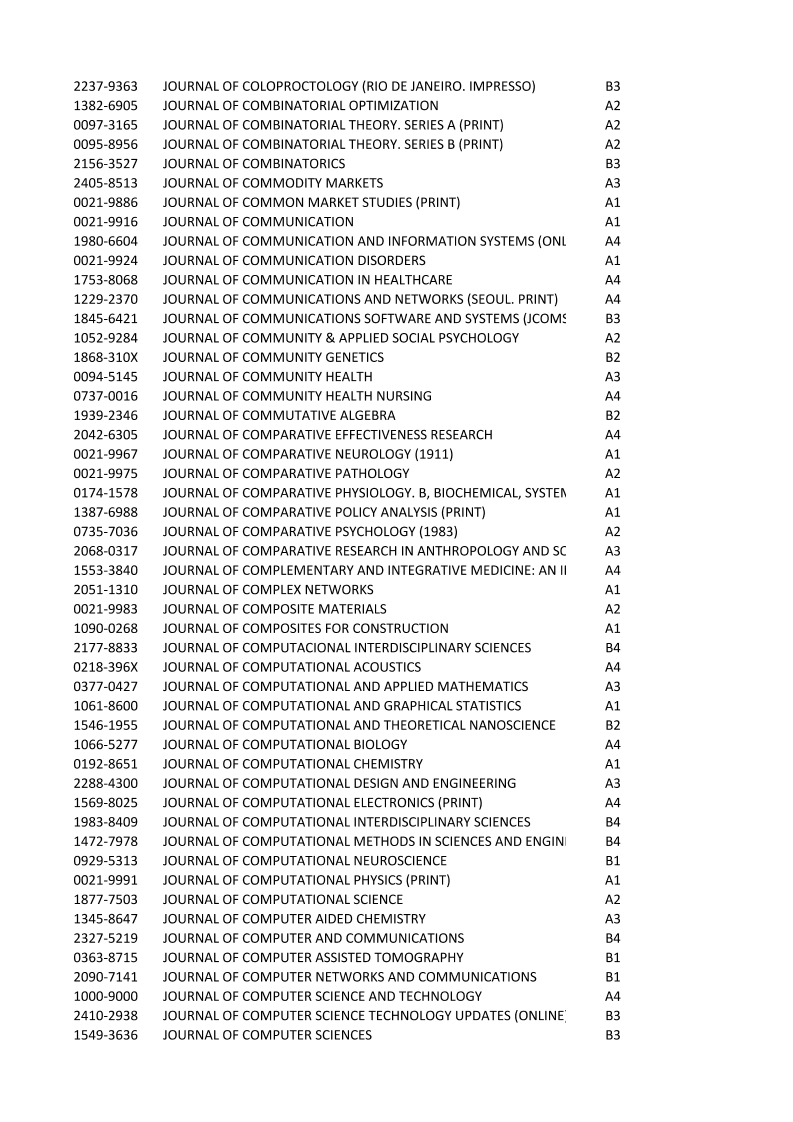 2237-9363 JOURNAL OF COLOPROCTOLOGY (RIO DE JANEIRO. IMPRESSO) B3
1382-6905 JOURNAL OF COMBINATORIAL OPTIMIZATION A2
0097-3165 JOURNAL OF COMBINATORIAL THEORY. SERIES A (PRINT) A2
0095-8956 JOURNAL OF COMBINATORIAL THEORY. SERIES B (PRINT) A2
2156-3527 JOURNAL OF COMBINATORICS B3
2405-8513 JOURNAL OF COMMODITY MARKETS A3
0021-9886 JOURNAL OF COMMON MARKET STUDIES (PRINT) A1
0021-9916 JOURNAL OF COMMUNICATION A1
1980-6604 JOURNAL OF COMMUNICATION AND INFORMATION SYSTEMS (ONL A4
0021-9924 JOURNAL OF COMMUNICATION DISORDERS A1
1753-8068 JOURNAL OF COMMUNICATION IN HEALTHCARE A4
1229-2370 JOURNAL OF COMMUNICATIONS AND NETWORKS (SEOUL. PRINT) A4
1845-6421 JOURNAL OF COMMUNICATIONS SOFTWARE AND SYSTEMS (JCOMS B3
1052-9284 JOURNAL OF COMMUNITY & APPLIED SOCIAL PSYCHOLOGY A2
1868-310X JOURNAL OF COMMUNITY GENETICS B2
0094-5145 JOURNAL OF COMMUNITY HEALTH A3
0737-0016 JOURNAL OF COMMUNITY HEALTH NURSING A4
1939-2346 JOURNAL OF COMMUTATIVE ALGEBRA B2
2042-6305 JOURNAL OF COMPARATIVE EFFECTIVENESS RESEARCH A4
0021-9967 JOURNAL OF COMPARATIVE NEUROLOGY (1911) A1
0021-9975 JOURNAL OF COMPARATIVE PATHOLOGY A2
0174-1578 JOURNAL OF COMPARATIVE PHYSIOLOGY. B, BIOCHEMICAL, SYSTEM A1
1387-6988 JOURNAL OF COMPARATIVE POLICY ANALYSIS (PRINT) A1
0735-7036 JOURNAL OF COMPARATIVE PSYCHOLOGY (1983) A2
2068-0317 JOURNAL OF COMPARATIVE RESEARCH IN ANTHROPOLOGY AND SO A3
1553-3840 JOURNAL OF COMPLEMENTARY AND INTEGRATIVE MEDICINE: AN A4
2051-1310 JOURNAL OF COMPLEX NETWORKS A1
0021-9983 JOURNAL OF COMPOSITE MATERIALS A2
1090-0268 JOURNAL OF COMPOSITES FOR CONSTRUCTION A1
2177-8833 JOURNAL OF COMPUTACIONAL INTERDISCIPLINARY SCIENCES B4
0218-396X JOURNAL OF COMPUTATIONAL ACOUSTICS A4
0377-0427 JOURNAL OF COMPUTATIONAL AND APPLIED MATHEMATICS A3
1061-8600 JOURNAL OF COMPUTATIONAL AND GRAPHICAL STATISTICS A1
1546-1955 JOURNAL OF COMPUTATIONAL AND THEORETICAL NANOSCIENCE B2
1066-5277 JOURNAL OF COMPUTATIONAL BIOLOGY A4
0192-8651 JOURNAL OF COMPUTATIONAL CHEMISTRY A1
2288-4300 JOURNAL OF COMPUTATIONAL DESIGN AND ENGINEERING A3
1569-8025 JOURNAL OF COMPUTATIONAL ELECTRONICS (PRINT) A4
1983-8409 JOURNAL OF COMPUTATIONAL INTERDISCIPLINARY SCIENCES B4
1472-7978 JOURNAL OF COMPUTATIONAL METHODS IN SCIENCES AND ENGIN B4
0929-5313 JOURNAL OF COMPUTATIONAL NEUROSCIENCE B1
0021-9991 JOURNAL OF COMPUTATIONAL PHYSICS (PRINT) A1
1877-7503 JOURNAL OF COMPUTATIONAL SCIENCE A2
1345-8647 JOURNAL OF COMPUTER AIDED CHEMISTRY A3
2327-5219 JOURNAL OF COMPUTER AND COMMUNICATIONS B4
0363-8715 JOURNAL OF COMPUTER ASSISTED TOMOGRAPHY B1
2090-7141 JOURNAL OF COMPUTER NETWORKS AND COMMUNICATIONS B1
1000-9000 JOURNAL OF COMPUTER SCIENCE AND TECHNOLOGY A4
2410-2938 JOURNAL OF COMPUTER SCIENCE TECHNOLOGY UPDATES (ONLINE) B3
1549-3636 JOURNAL OF COMPUTER SCIENCES B3